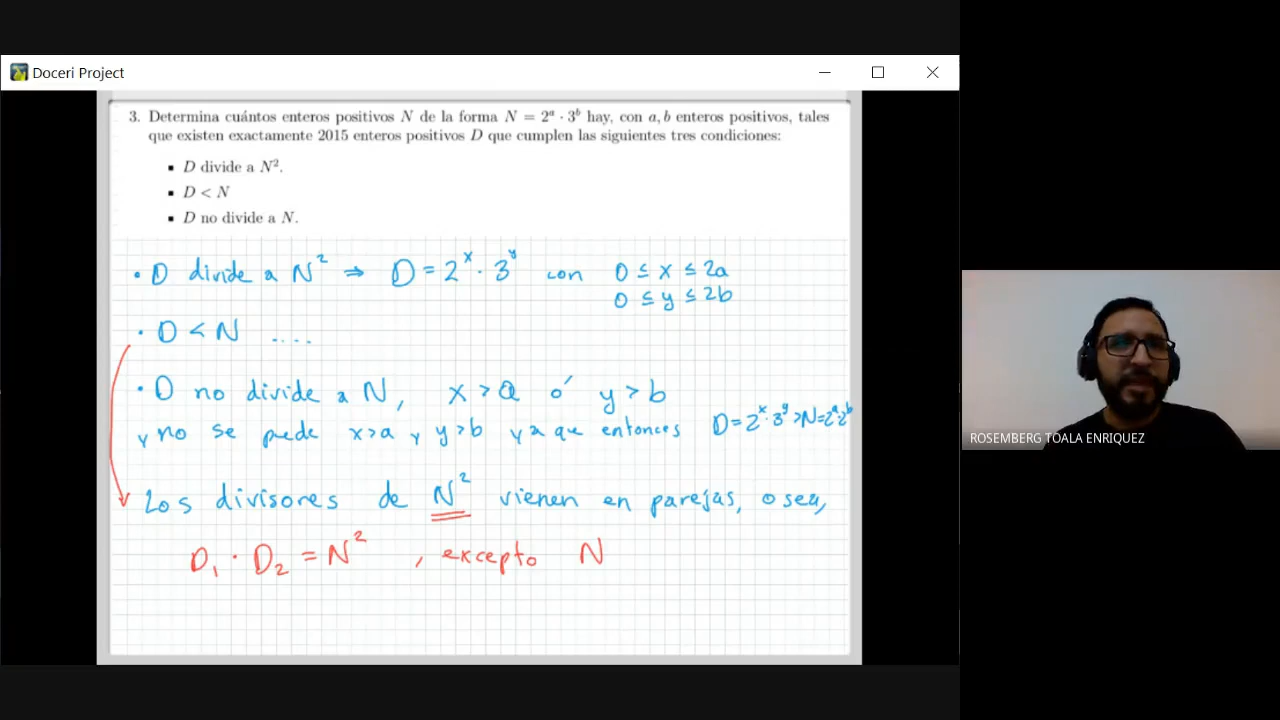 Doceri Project
3. Determina cuántos enteros positivos N de la forma N = 2^a · 3^b hay, con a, b enteros positivos, tales
que existen exactamente 2015 enteros positivos D que cumplen las siguientes tres condiciones:
▪ D divide a N².
▪ D < N
▪ D no divide a N.
• D divide a N² ⇒ D = 2^x · 3^y con 0 ≤ x ≤ 2a
0 ≤ y ≤ 2b
• D < N ....
• D no divide a N, x > a ó y > b
y no se pede x>a y y>b ya que entonces D = 2^x · 3^y > N = 2^a · 2^b
Los divisores de N² vienen en parejas, o sea,
D₁ · D₂ = N² , excepto N
ROSEMBERG TOALA ENRIQUEZ